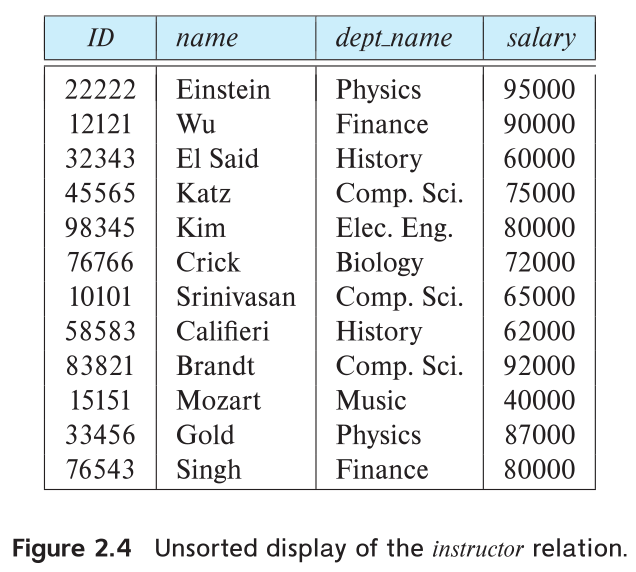 ID name dept_name salary
22222 Einstein Physics 95000
12121 Wu Finance 90000
32343 El Said History 60000
45565 Katz Comp. Sci. 75000
98345 Kim Elec. Eng. 80000
76766 Crick Biology 72000
10101 Srinivasan Comp. Sci. 65000
58583 Califieri History 62000
83821 Brandt Comp. Sci. 92000
15151 Mozart Music 40000
33456 Gold Physics 87000
76543 Singh Finance 80000
Figure 2.4 Unsorted display of the instructor relation.